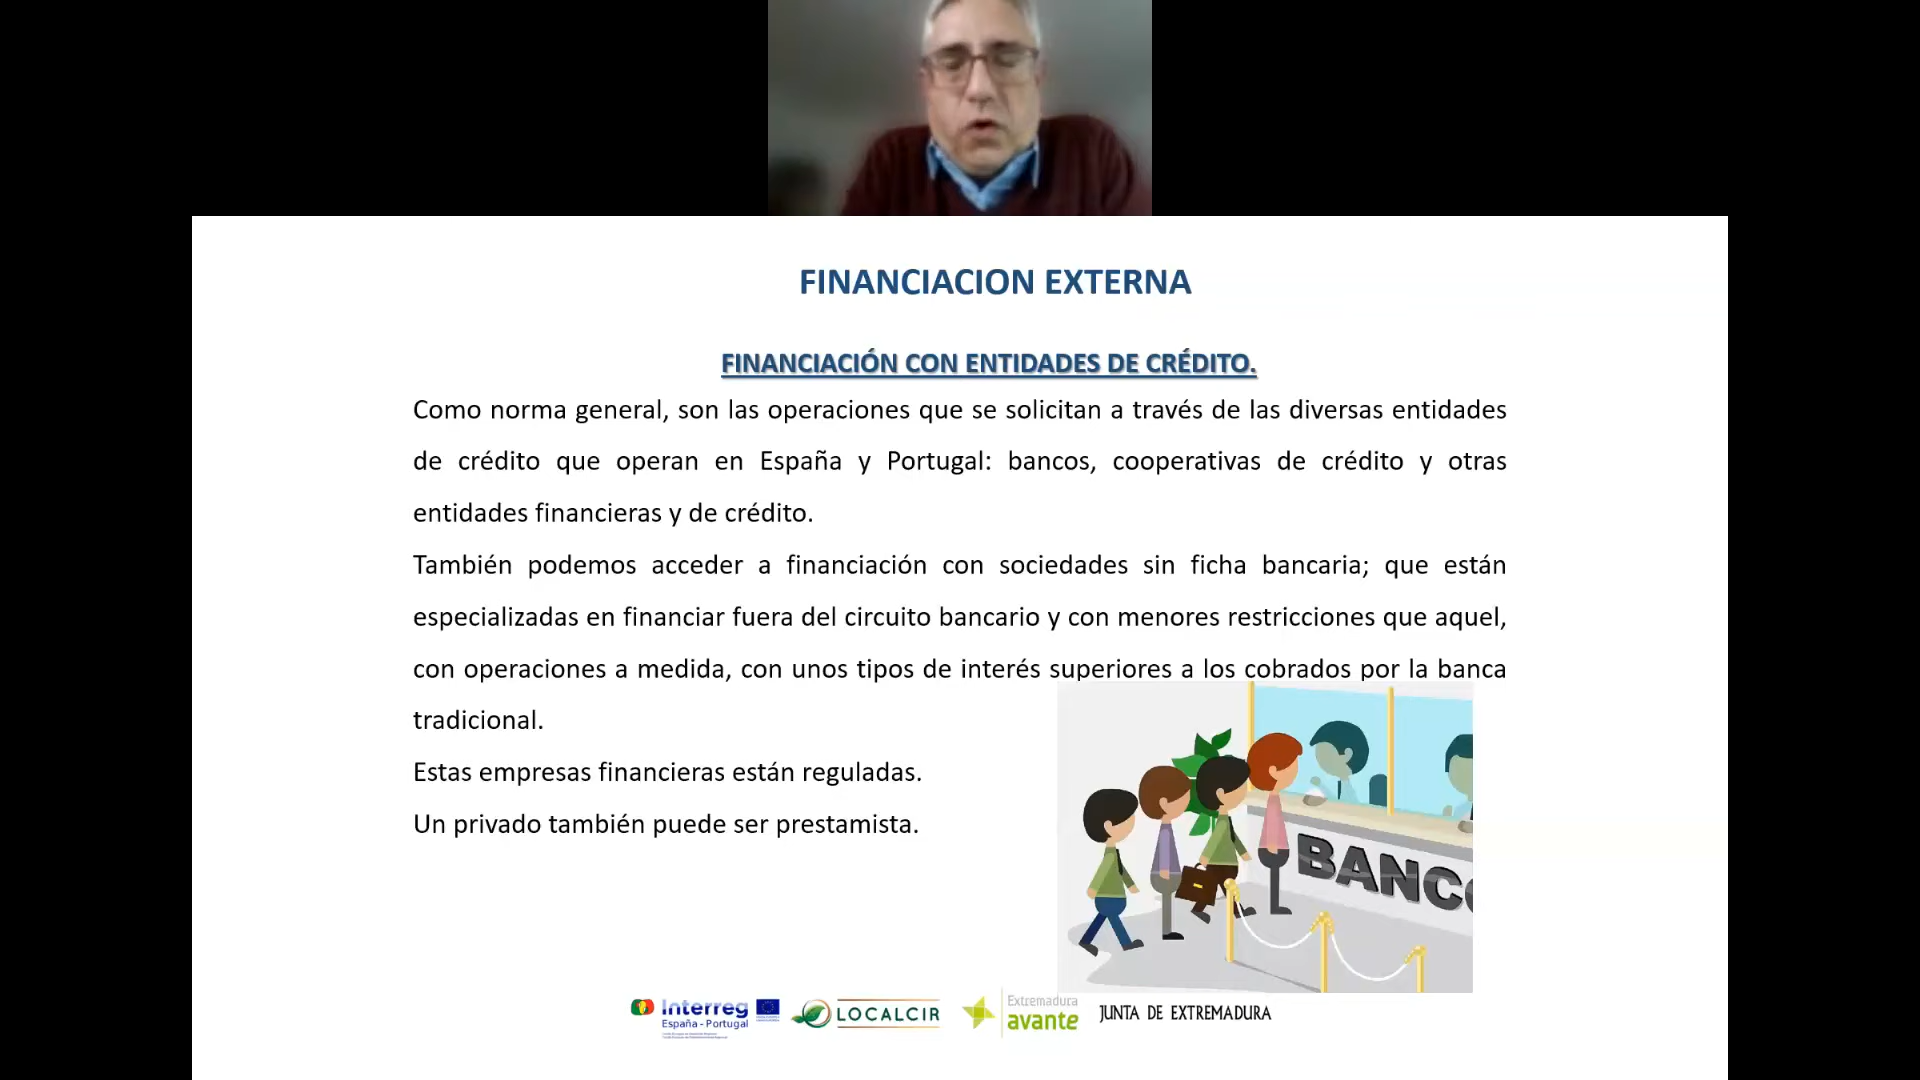 FINANCIACION EXTERNA
FINANCIACIÓN CON ENTIDADES DE CRÉDITO.
Como norma general, son las operaciones que se solicitan a través de las diversas entidades
de crédito que operan en España y Portugal: bancos, cooperativas de crédito y otras
entidades financieras y de crédito.
También podemos acceder a financiación con sociedades sin ficha bancaria; que están
especializadas en financiar fuera del circuito bancario y con menores restricciones que aquel,
con operaciones a medida, con unos tipos de interés superiores a los cobrados por la banca
tradicional.
Estas empresas financieras están reguladas.
Un privado también puede ser prestamista.
BANCO
Interreg
España - Portugal
LOCALCIR
Extremadura
avante
JUNTA DE EXTREMADURA